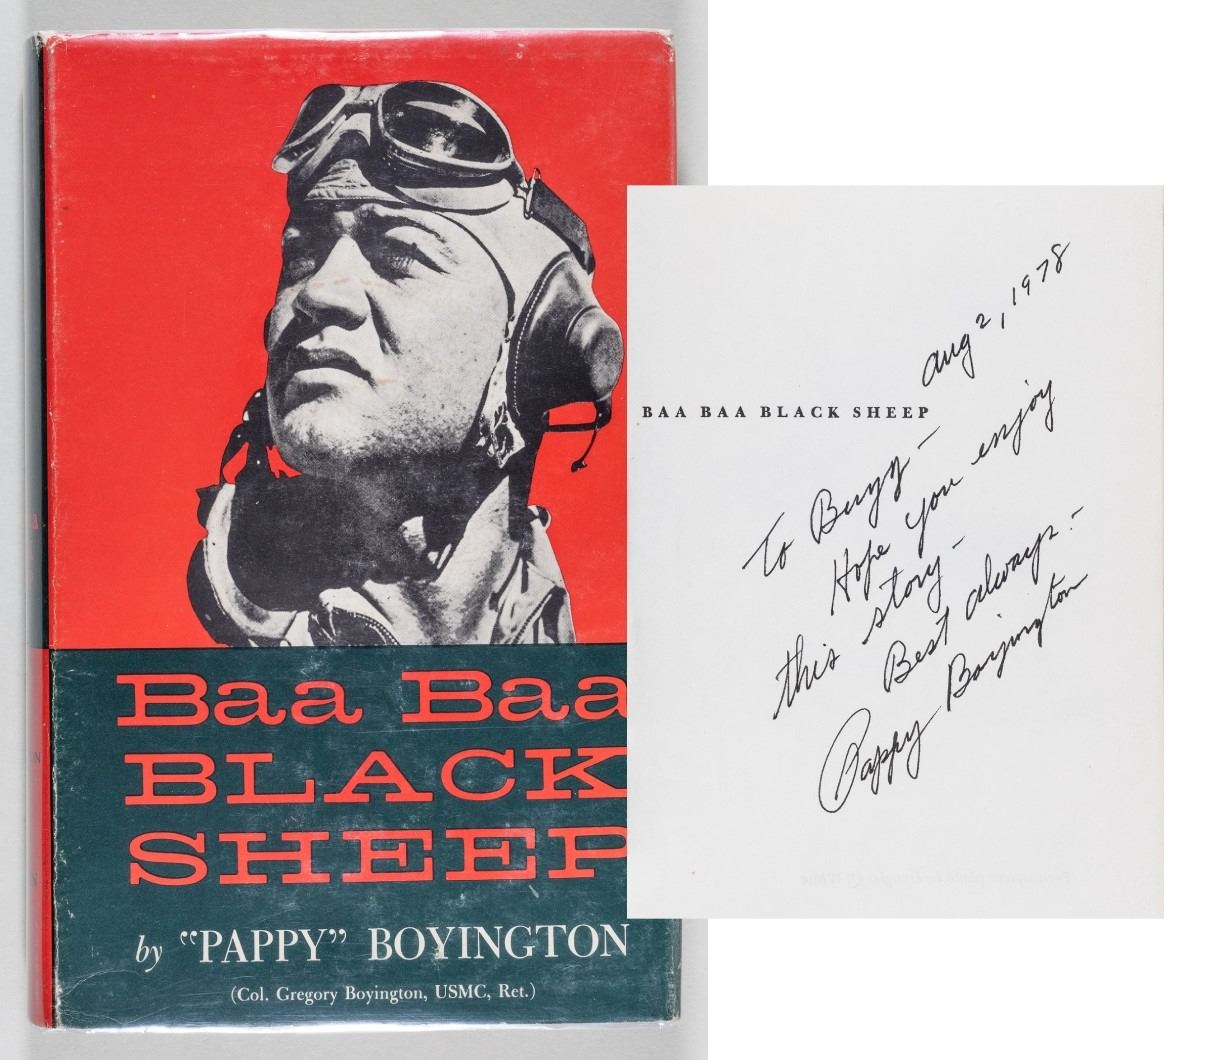 Baa Baa
BLACK
SHEEP
by "PAPPY" BOYINGTON
(Col. Gregory Boyington, USMC, Ret.)
Aug 2, 1978
BAA BAA BLACK SHEEP
To Buzz –
Hope you enjoy
this story –
Best always –
Pappy Boyington